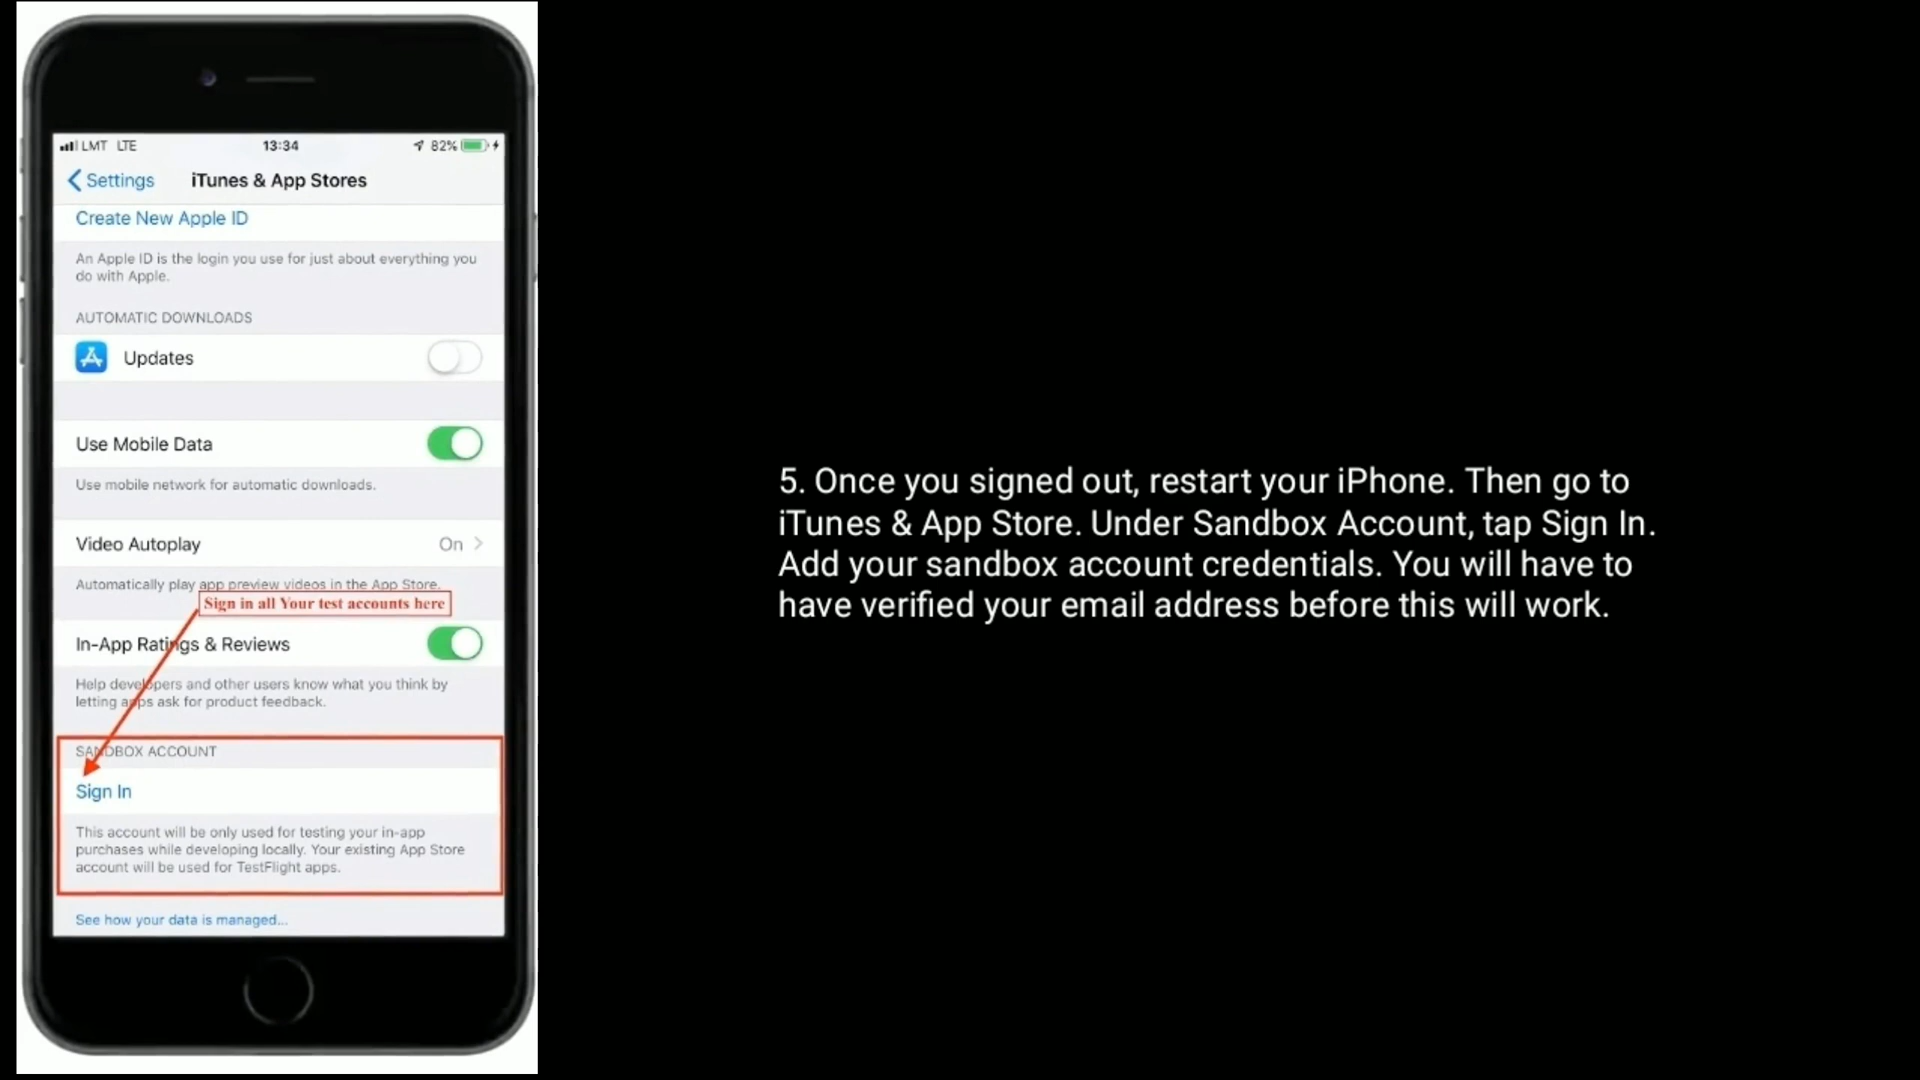 LMT LTE 13:34 82%
Settings iTunes & App Stores
Create New Apple ID
An Apple ID is the login you use for just about everything you
do with Apple.
AUTOMATIC DOWNLOADS
Updates
Use Mobile Data
Use mobile network for automatic downloads.
Video Autoplay On
Automatically play app preview videos in the App Store.
Sign in all Your test accounts here
In-App Ratings & Reviews
Help developers and other users know what you think by
letting apps ask for product feedback.
SANDBOX ACCOUNT
Sign In
This account will be only used for testing your in-app
purchases while developing locally. Your existing App Store
account will be used for TestFlight apps.
See how your data is managed...
5. Once you signed out, restart your iPhone. Then go to
iTunes & App Store. Under Sandbox Account, tap Sign In.
Add your sandbox account credentials. You will have to
have verified your email address before this will work.